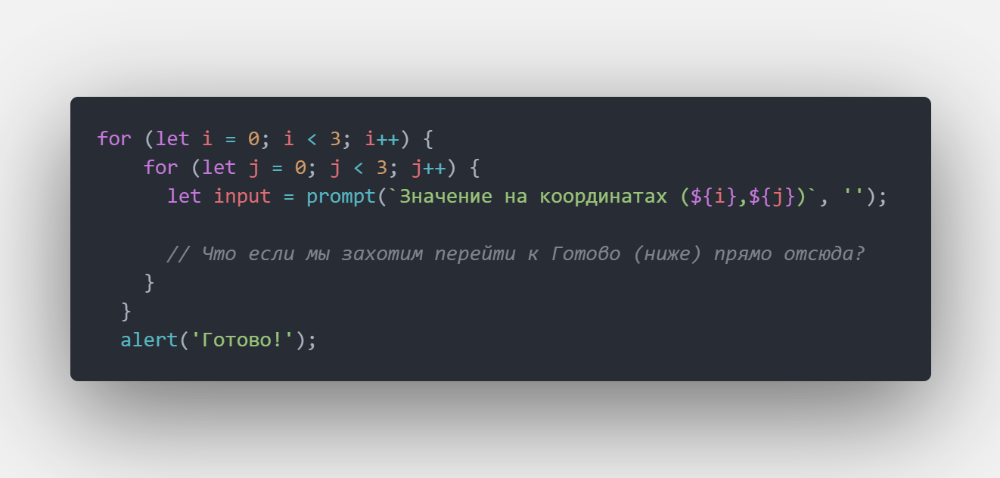 for (let i = 0; i < 3; i++) {
    for (let j = 0; j < 3; j++) {
      let input = prompt(`Значение на координатах (${i},${j})`, '');

      // Что если мы захотим перейти к Готово (ниже) прямо отсюда?
    }
  }
  alert('Готово!');